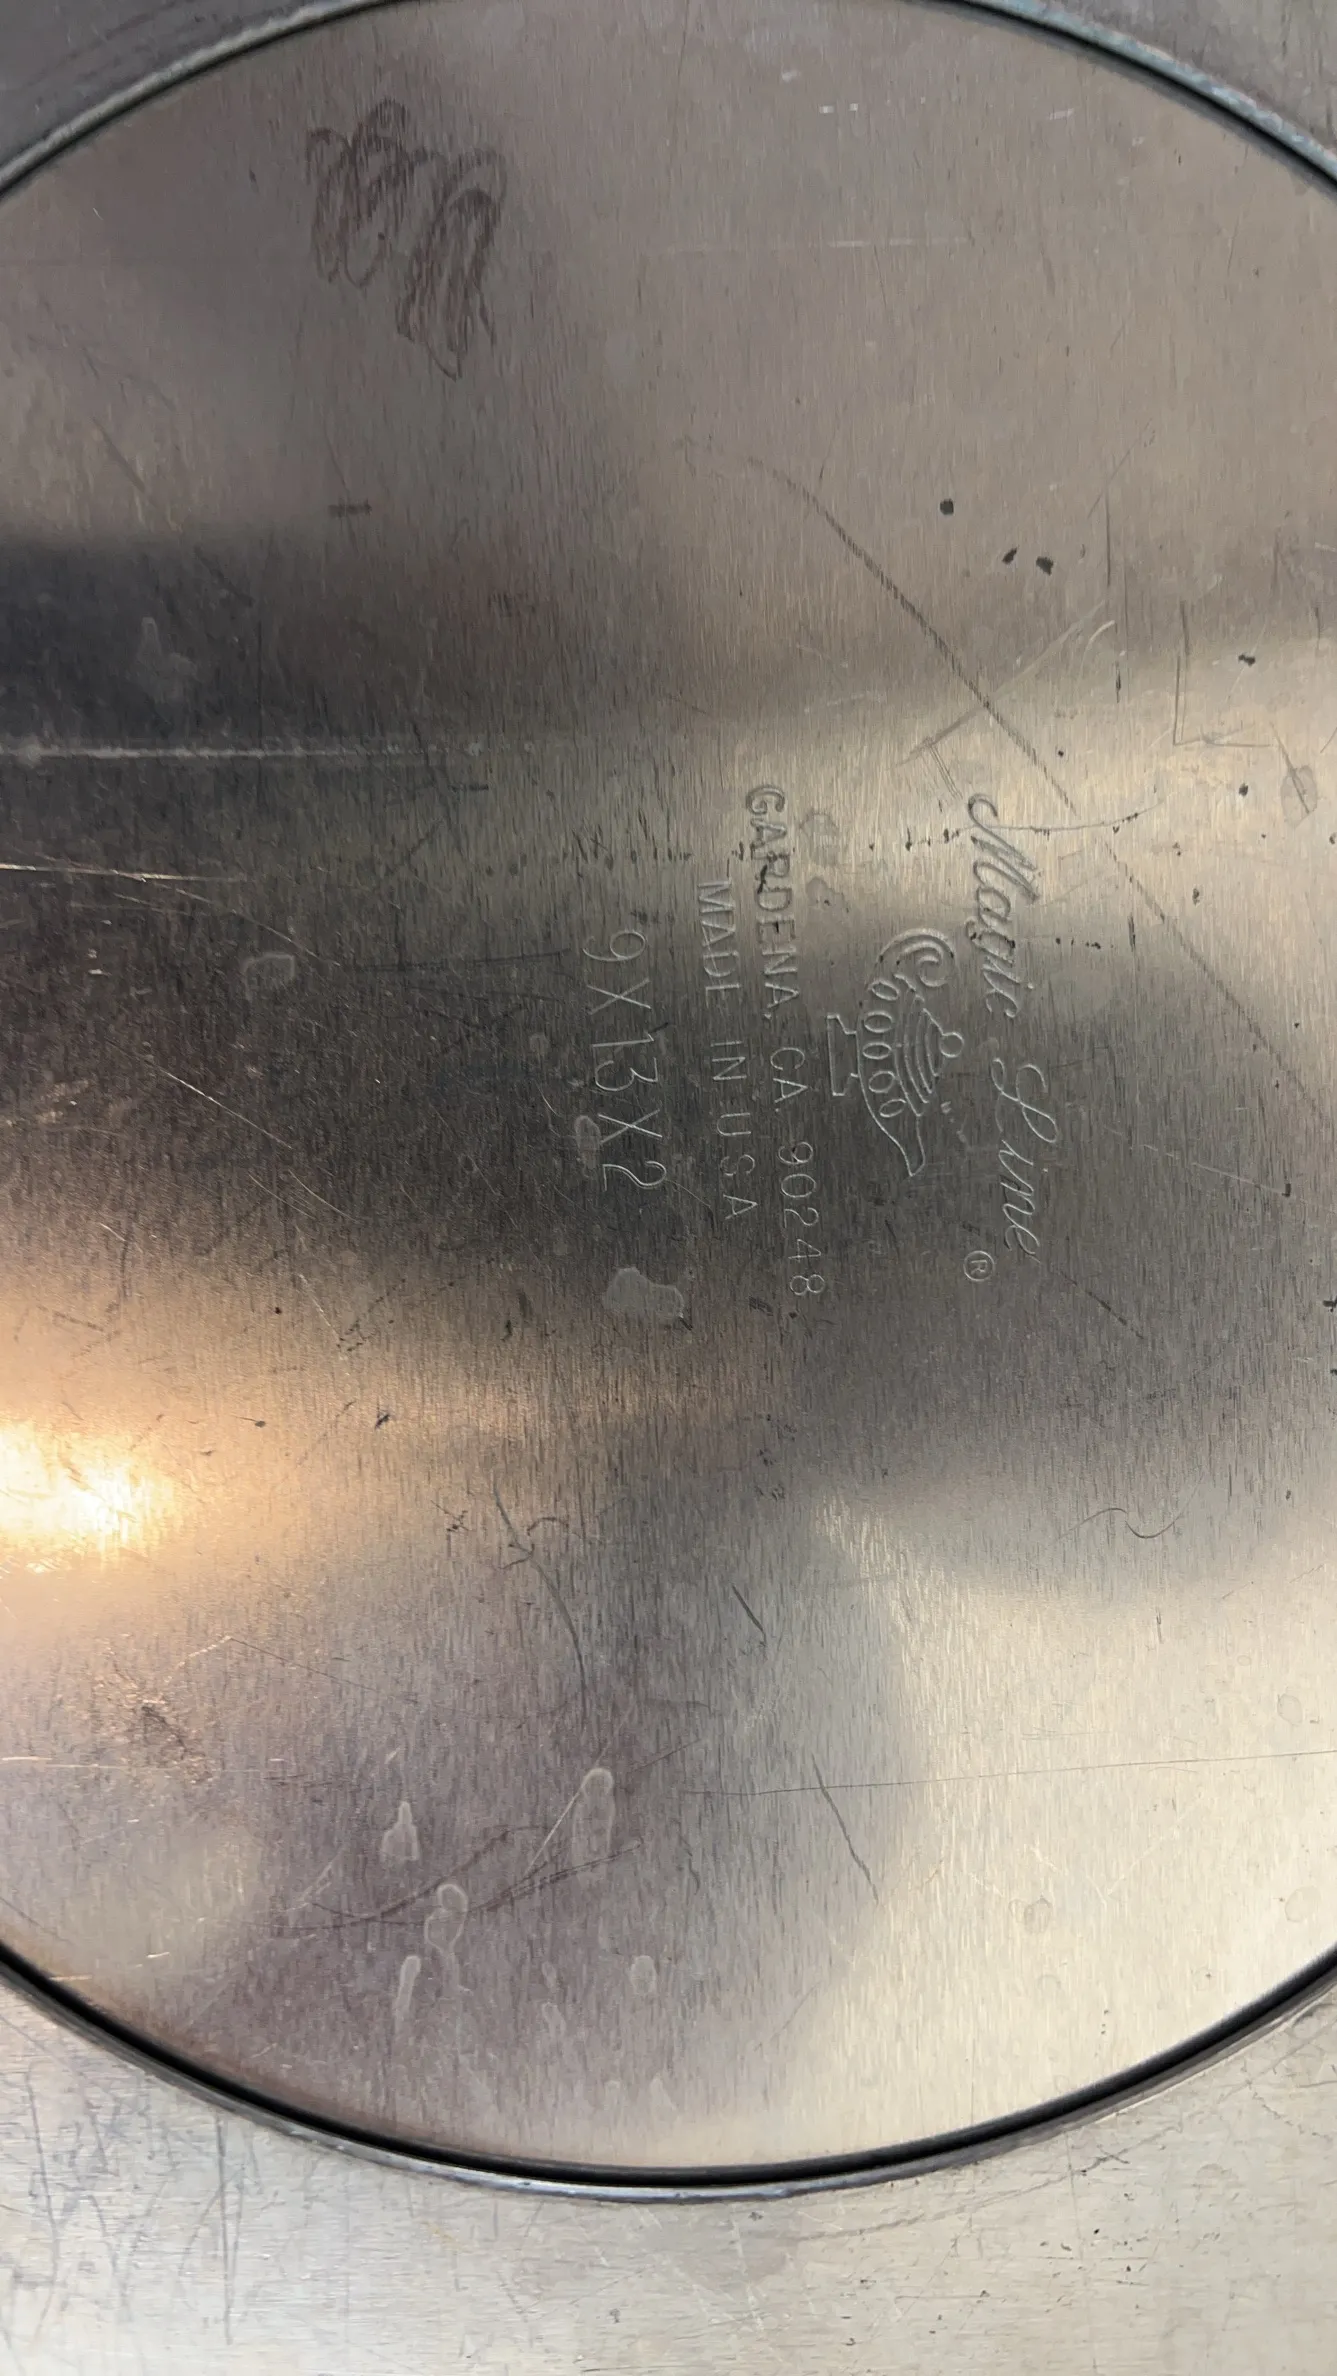 Magic Line ®
GARDENA, CA 90248
MADE IN USA
9X13X2